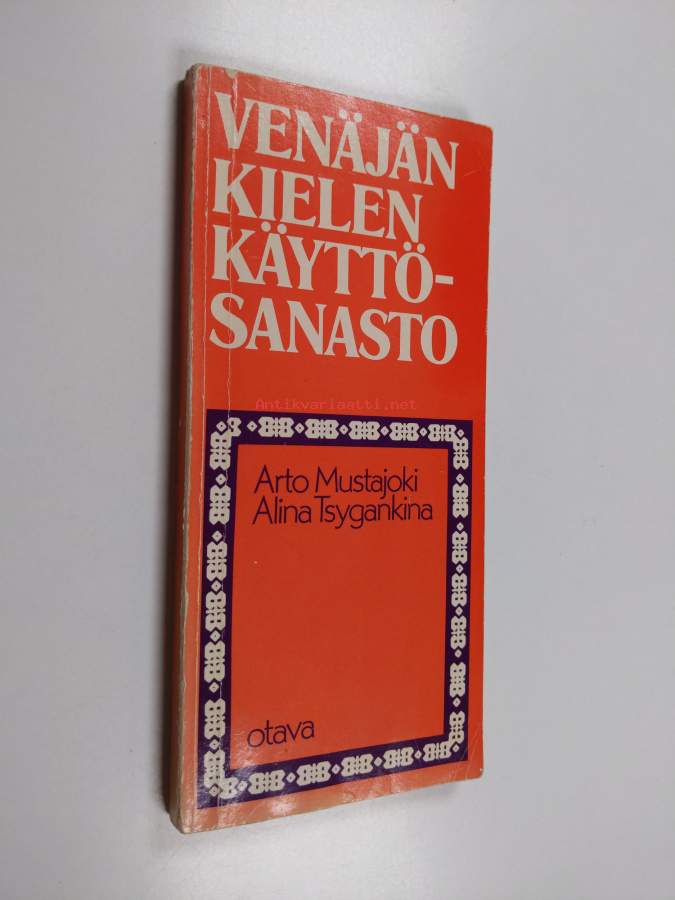 VENÄJÄN
KIELEN
KÄYTTÖ-
SANASTO
Antikvariaatti.net
Arto Mustajoki
Alina Tsygankina
otava